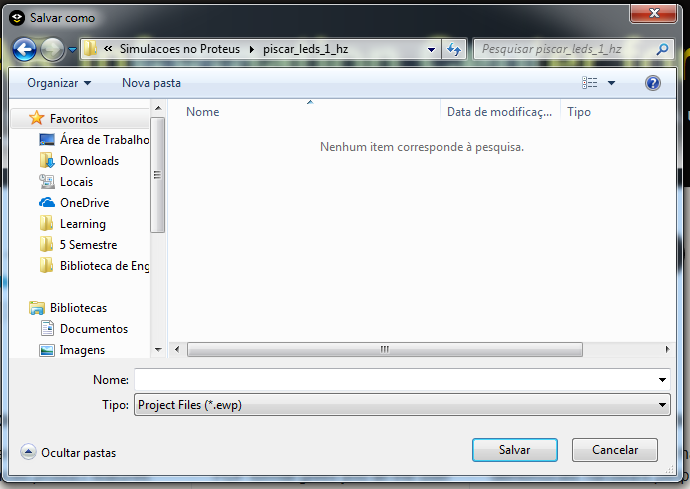 Salvar como
« Simulacoes no Proteus piscar_leds_1_hz
Pesquisar piscar_leds_1_hz
Organizar Nova pasta
Nome Data de modificaç... Tipo
Nenhum item corresponde à pesquisa.
Favoritos
Área de Trabalho
Downloads
Locais
OneDrive
Learning
5 Semestre
Biblioteca de Eng
Bibliotecas
Documentos
Imagens
Nome:
Tipo: Project Files (*.ewp)
Ocultar pastas
Salvar Cancelar